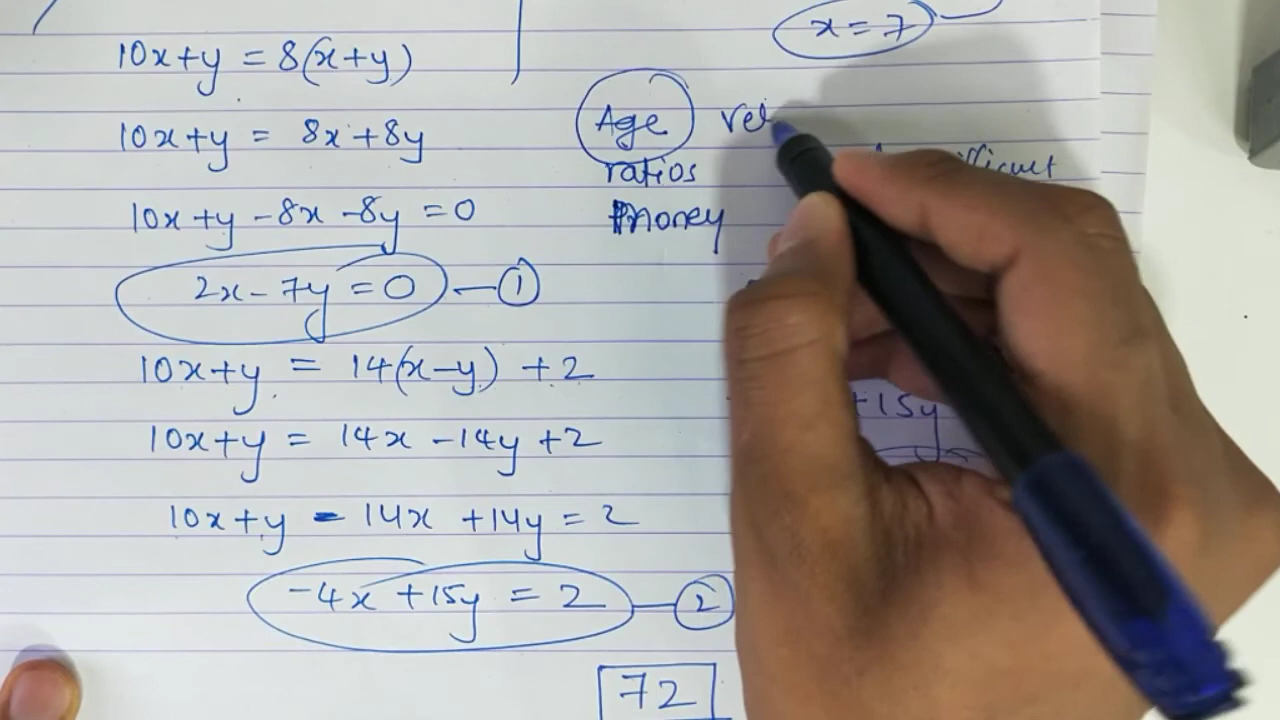 10x+y = 8(x+y)
10x+y = 8x+8y
10x+y-8x-8y = 0
2x-7y = 0 — ①
10x+y = 14(x-y) +2
10x+y = 14x -14y +2
10x+y - 14x +14y = 2
-4x +15y = 2 — ②
72
x = 7
Age
ratios
money
+15y